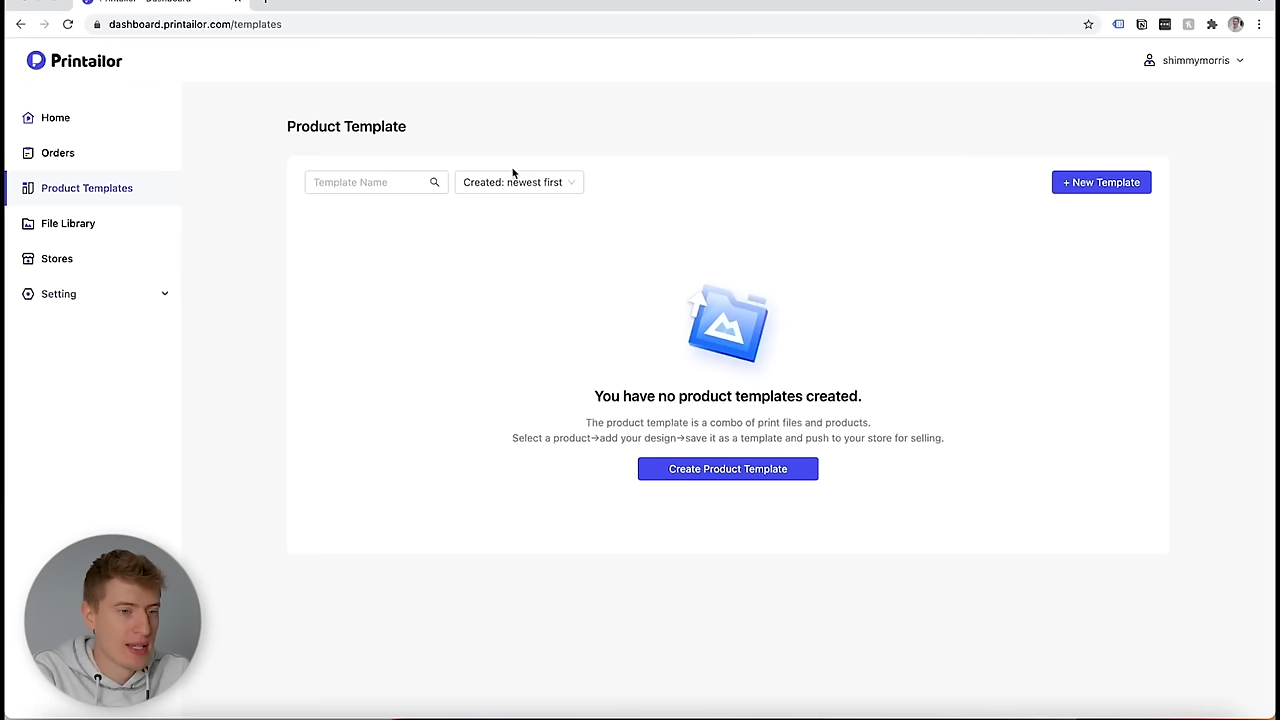 dashboard.printailor.com/templates
Printailor
shimmymorris
Home
Orders
Product Templates
File Library
Stores
Setting
Product Template
Template Name
Created: newest first
+ New Template
You have no product templates created.
The product template is a combo of print files and products.
Select a product→add your design→save it as a template and push to your store for selling.
Create Product Template